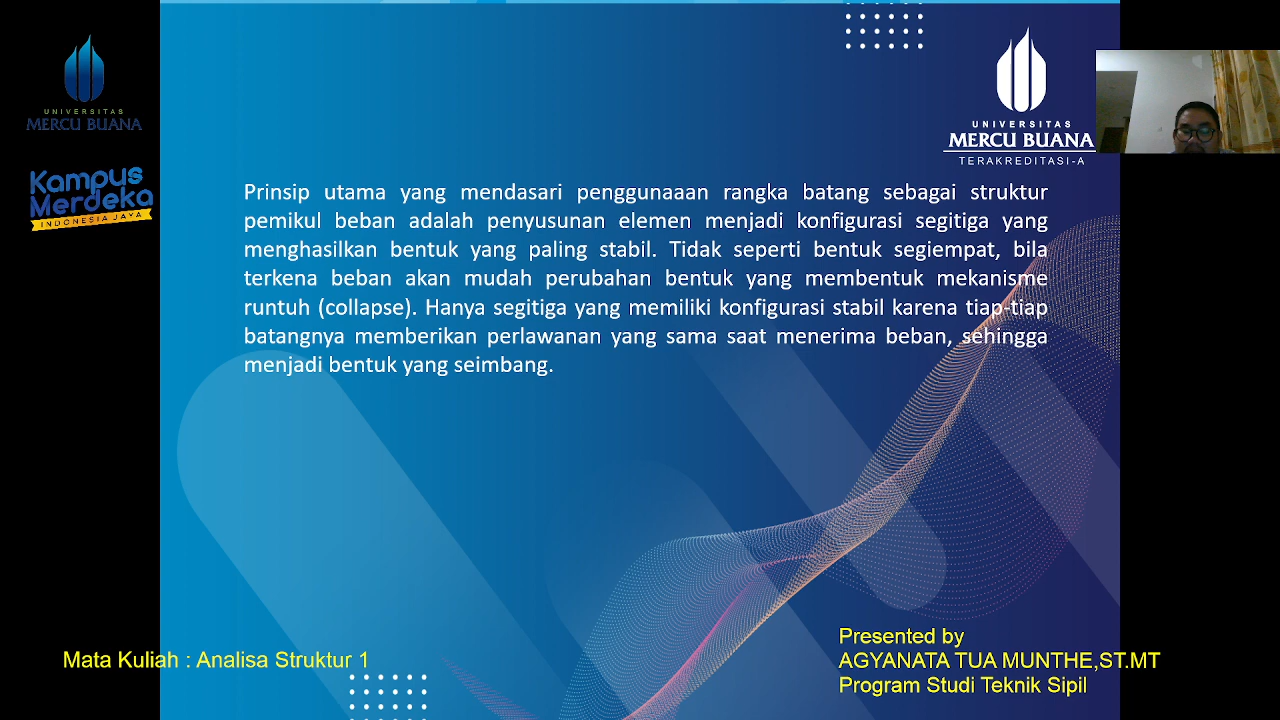 UNIVERSITAS
MERCU BUANA
Kampus
Merdeka
INDONESIA JAYA
UNIVERSITAS
MERCU BUANA
TERAKREDITASI-A
Prinsip utama yang mendasari penggunaaan rangka batang sebagai struktur
pemikul beban adalah penyusunan elemen menjadi konfigurasi segitiga yang
menghasilkan bentuk yang paling stabil. Tidak seperti bentuk segiempat, bila
terkena beban akan mudah perubahan bentuk yang membentuk mekanisme
runtuh (collapse). Hanya segitiga yang memiliki konfigurasi stabil karena tiap-tiap
batangnya memberikan perlawanan yang sama saat menerima beban, sehingga
menjadi bentuk yang seimbang.
Mata Kuliah : Analisa Struktur 1
Presented by
AGYANATA TUA MUNTHE,ST.MT
Program Studi Teknik Sipil